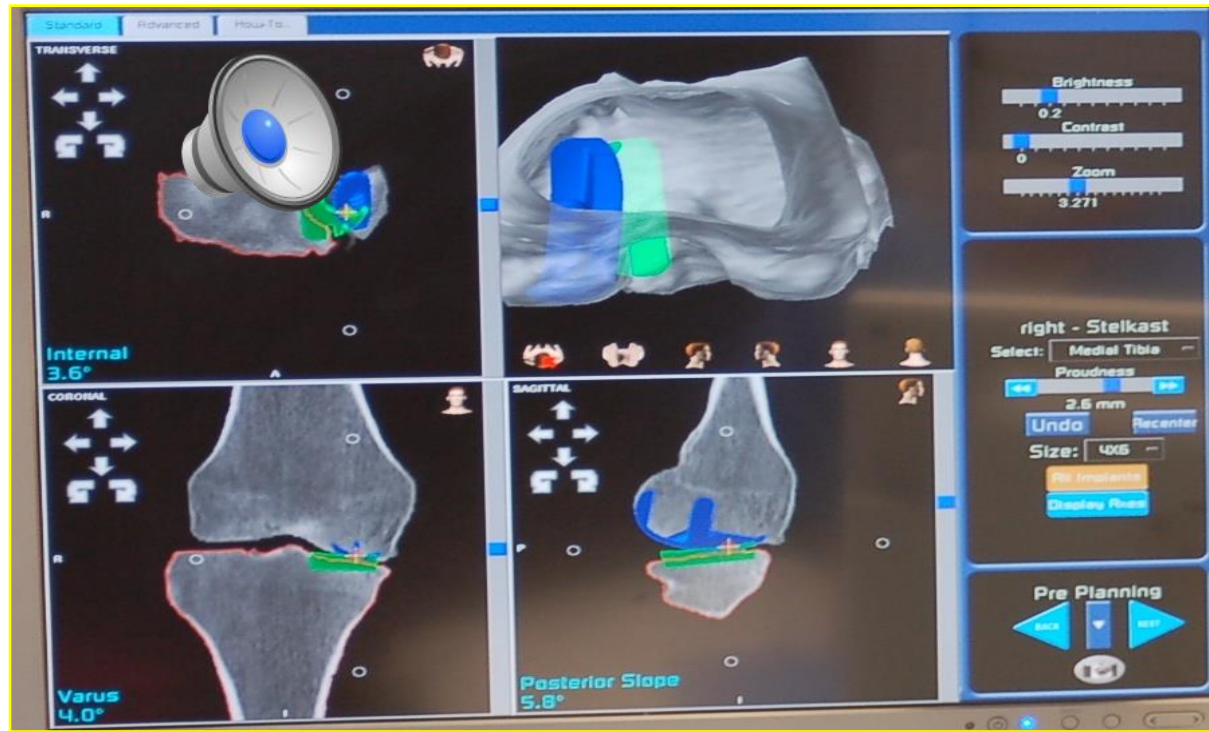 Standard
Advanced
How-To...
TRANSVERSE
R
Internal
3.6°
A
CORONAL
R
Varus
4.0°
I
SAGITTAL
P
Posterior Slope
5.8°
I
Brightness
0.2
Contrast
0
Zoom
3.271
right - Stelkast
Select: Medial Tibia
Proudness
2.6 mm
Undo
Recenter
Size: 4X6
All Implants
Display Axes
Pre Planning
BACK
NEXT